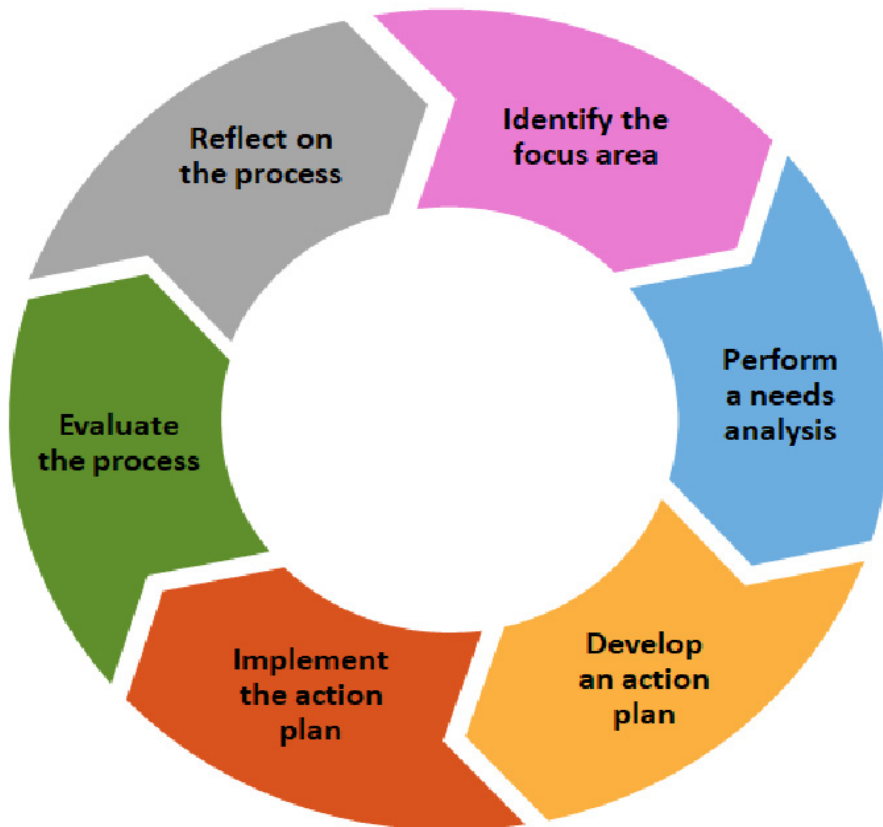 Identify the
focus area
Perform
a needs
analysis
Develop
an action
plan
Implement
the action
plan
Evaluate
the process
Reflect on
the process